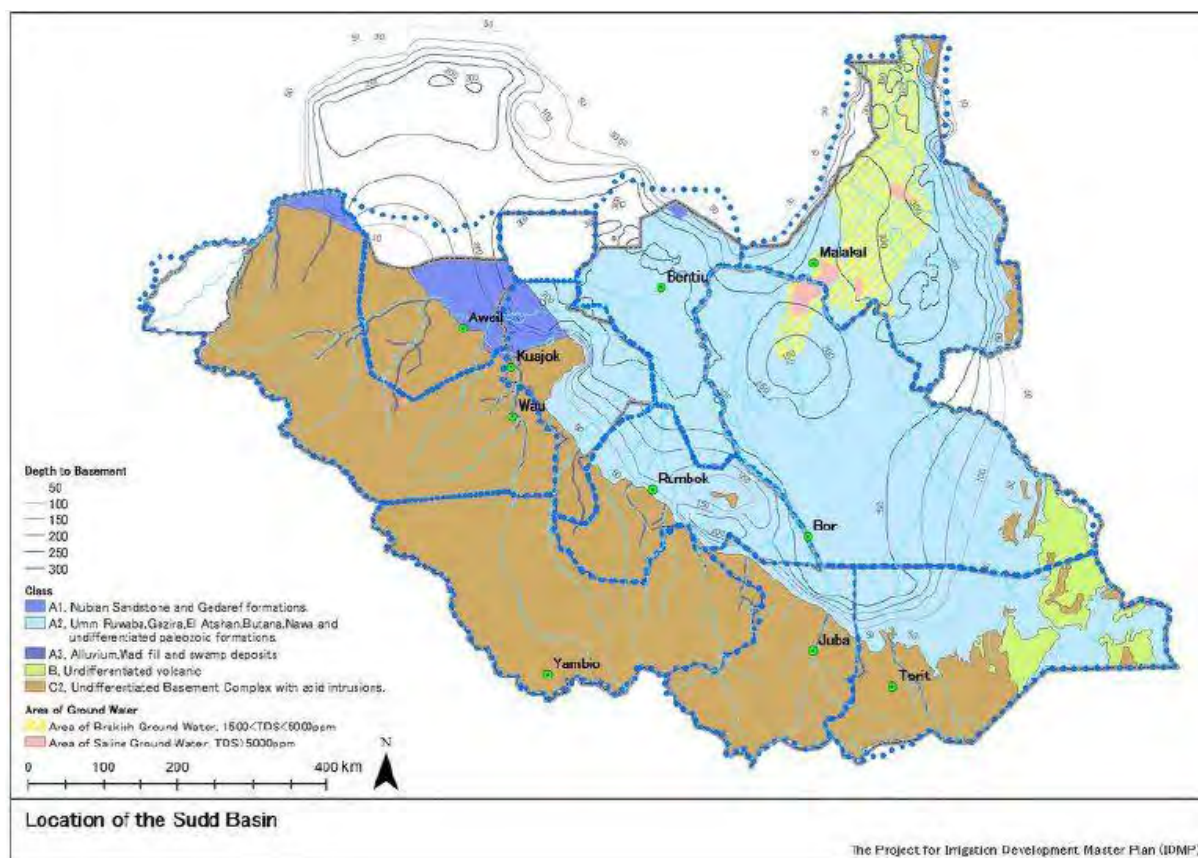 Malakal
Bentiu
Aweil
Kuajok
Wau
Rumbek
Bor
Juba
Torit
Yambio
Depth to Basement
50
100
150
200
250
300
Class
A1, Nubian Sandstone and Gedaref formations.
A2, Umm Ruwaba,Gezira,El Atshan,Butana,Nawa and
undifferentiated paleozoic formations.
A3, Alluvium,Wadi fill and swamp deposits
B, Undifferentiated volcanic
C2, Undifferentiated Basement Complex with acid intrusions.
Area of Ground Water
Area of Brakish Ground Water, 1500<TDS<5000ppm
Area of Saline Ground Water, TDS>5000ppm
0 100 200 400 km
N
Location of the Sudd Basin
The Project for Irrigation Development Master Plan (IDMP)